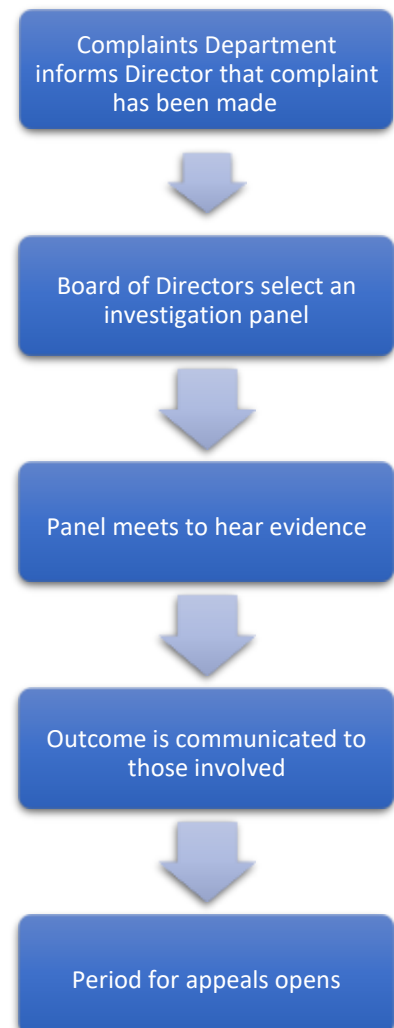 Complaints Department
informs Director that complaint
has been made
Board of Directors select an
investigation panel
Panel meets to hear evidence
Outcome is communicated to
those involved
Period for appeals opens